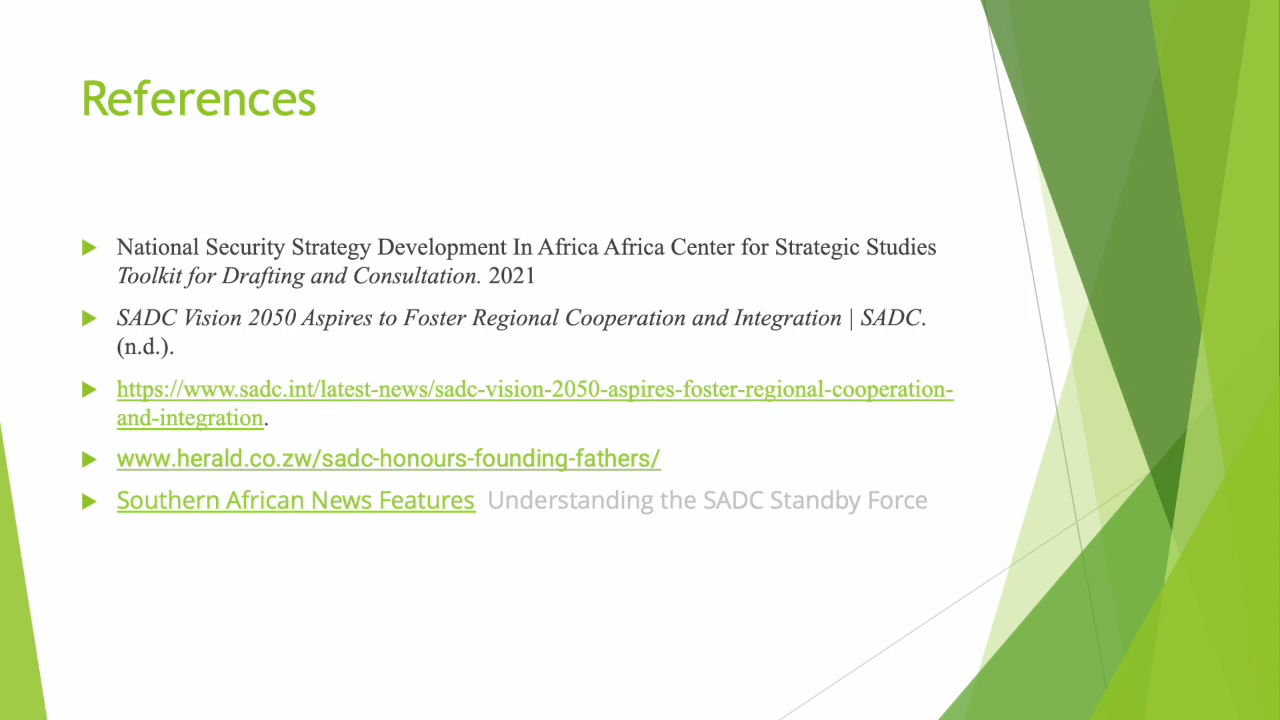 References
National Security Strategy Development In Africa Africa Center for Strategic Studies
Toolkit for Drafting and Consultation. 2021
SADC Vision 2050 Aspires to Foster Regional Cooperation and Integration | SADC.
(n.d.).
https://www.sadc.int/latest-news/sadc-vision-2050-aspires-foster-regional-cooperation-
and-integration.
www.herald.co.zw/sadc-honours-founding-fathers/
Southern African News Features Understanding the SADC Standby Force